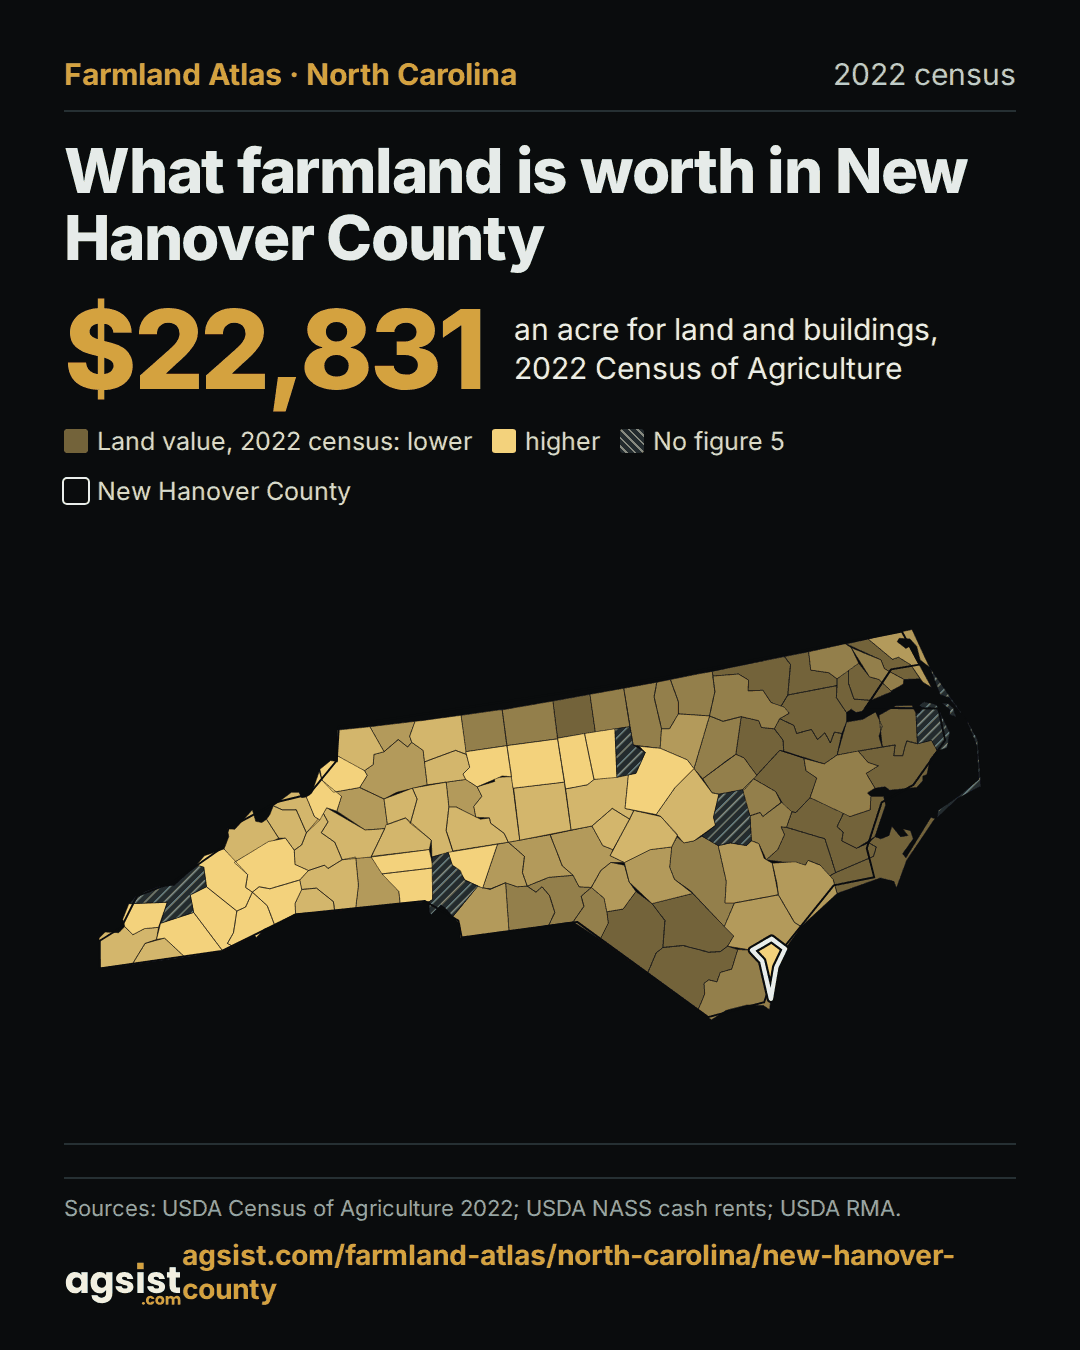 Farmland Atlas · North Carolina
2022 census
What farmland is worth in New
Hanover County
$22,831
an acre for land and buildings,
2022 Census of Agriculture
Land value, 2022 census: lower
higher
No figure 5
New Hanover County
Sources: USDA Census of Agriculture 2022; USDA NASS cash rents; USDA RMA.
agsist
.com
agsist.com/farmland-atlas/north-carolina/new-hanover-
county